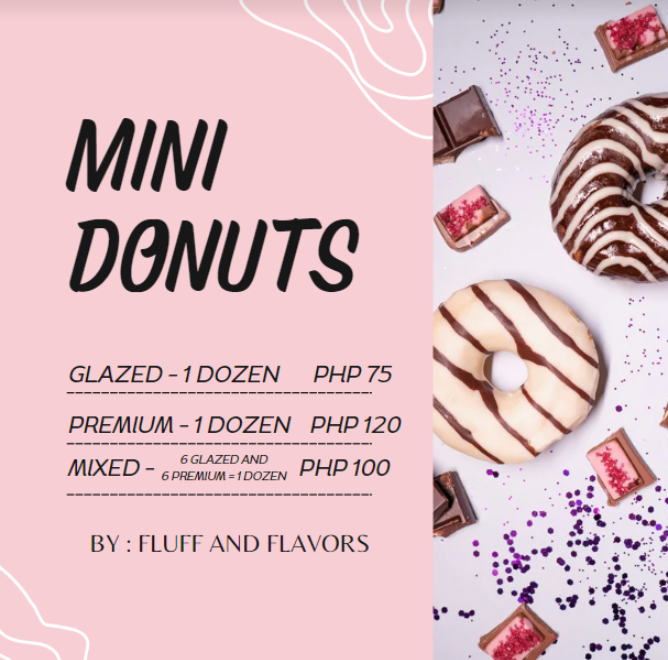 MINI
DONUTS
GLAZED - 1 DOZEN PHP 75
PREMIUM - 1 DOZEN PHP 120
MIXED - 6 GLAZED AND
6 PREMIUM = 1 DOZEN PHP 100
BY : FLUFF AND FLAVORS